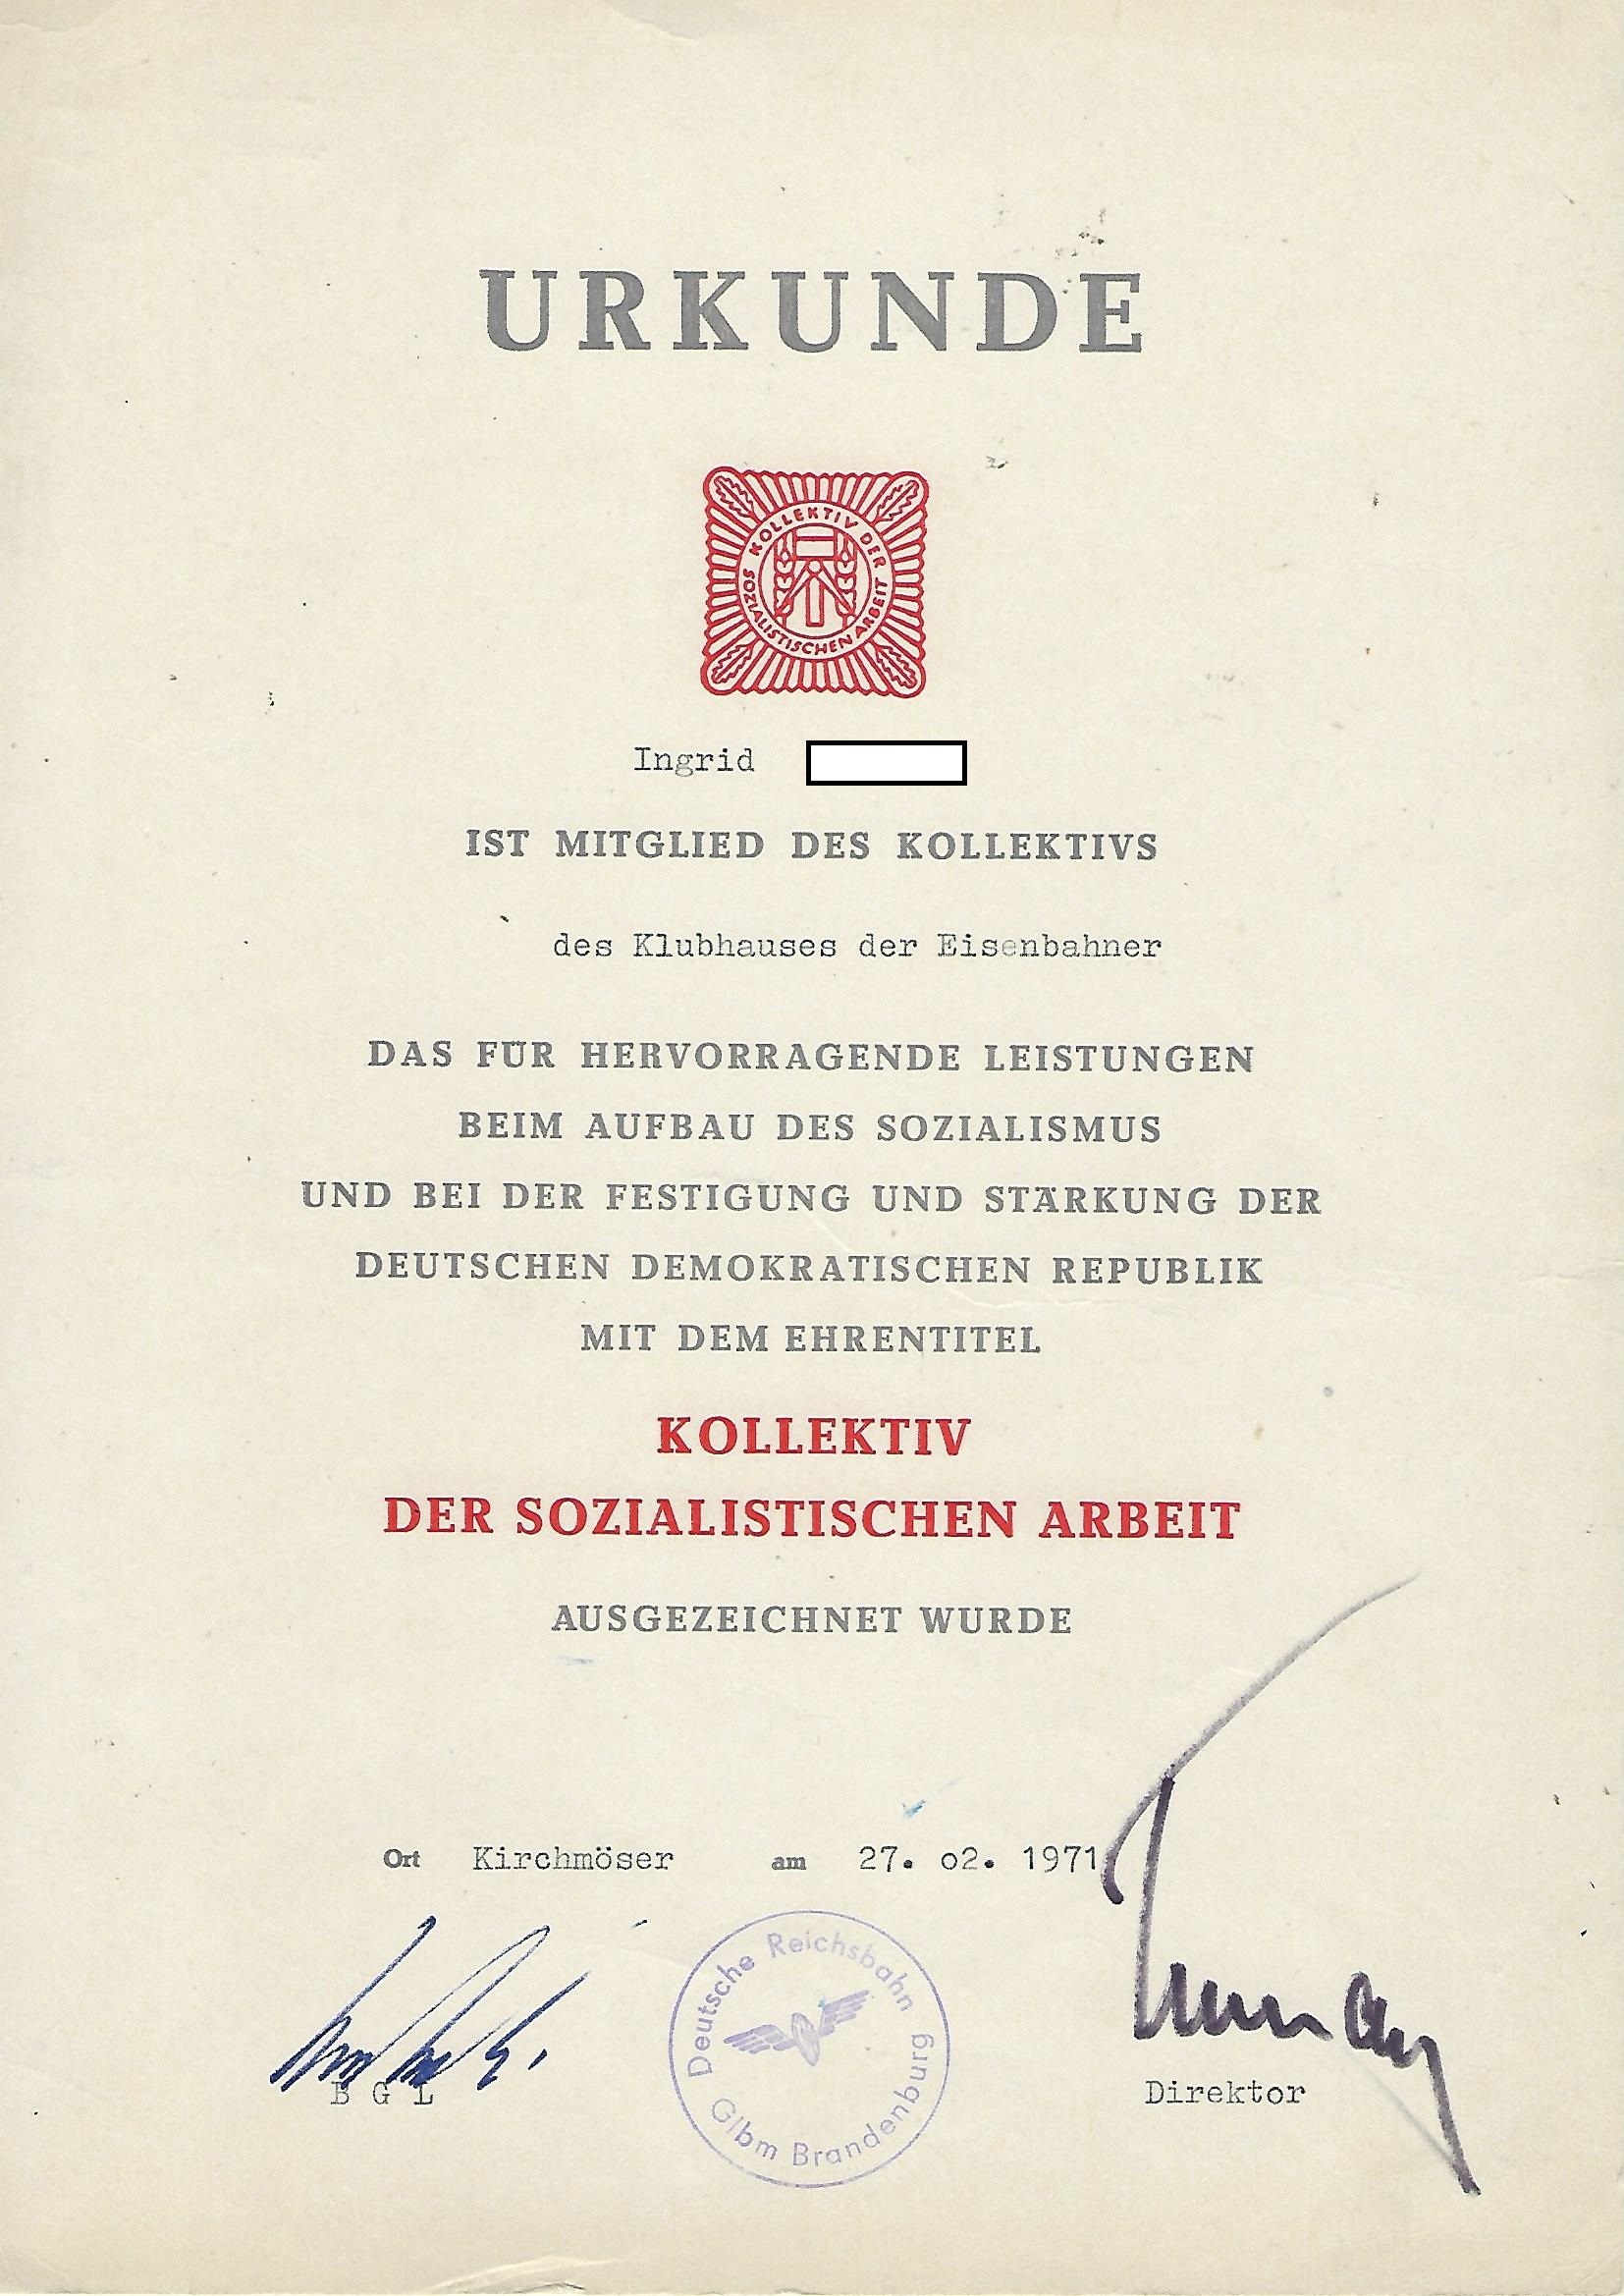 URKUNDE
KOLLEKTIV DER
SOZIALISTISCHEN ARBEIT
Ingrid
IST MITGLIED DES KOLLEKTIVS
des Klubhauses der Eisenbahner
DAS FÜR HERVORRAGENDE LEISTUNGEN
BEIM AUFBAU DES SOZIALISMUS
UND BEI DER FESTIGUNG UND STÄRKUNG DER
DEUTSCHEN DEMOKRATISCHEN REPUBLIK
MIT DEM EHRENTITEL
KOLLEKTIV
DER SOZIALISTISCHEN ARBEIT
AUSGEZEICHNET WURDE
Ort Kirchmöser am 27. o2. 1971
Deutsche Reichsbahn
Glbm Brandenburg
B G L
Direktor